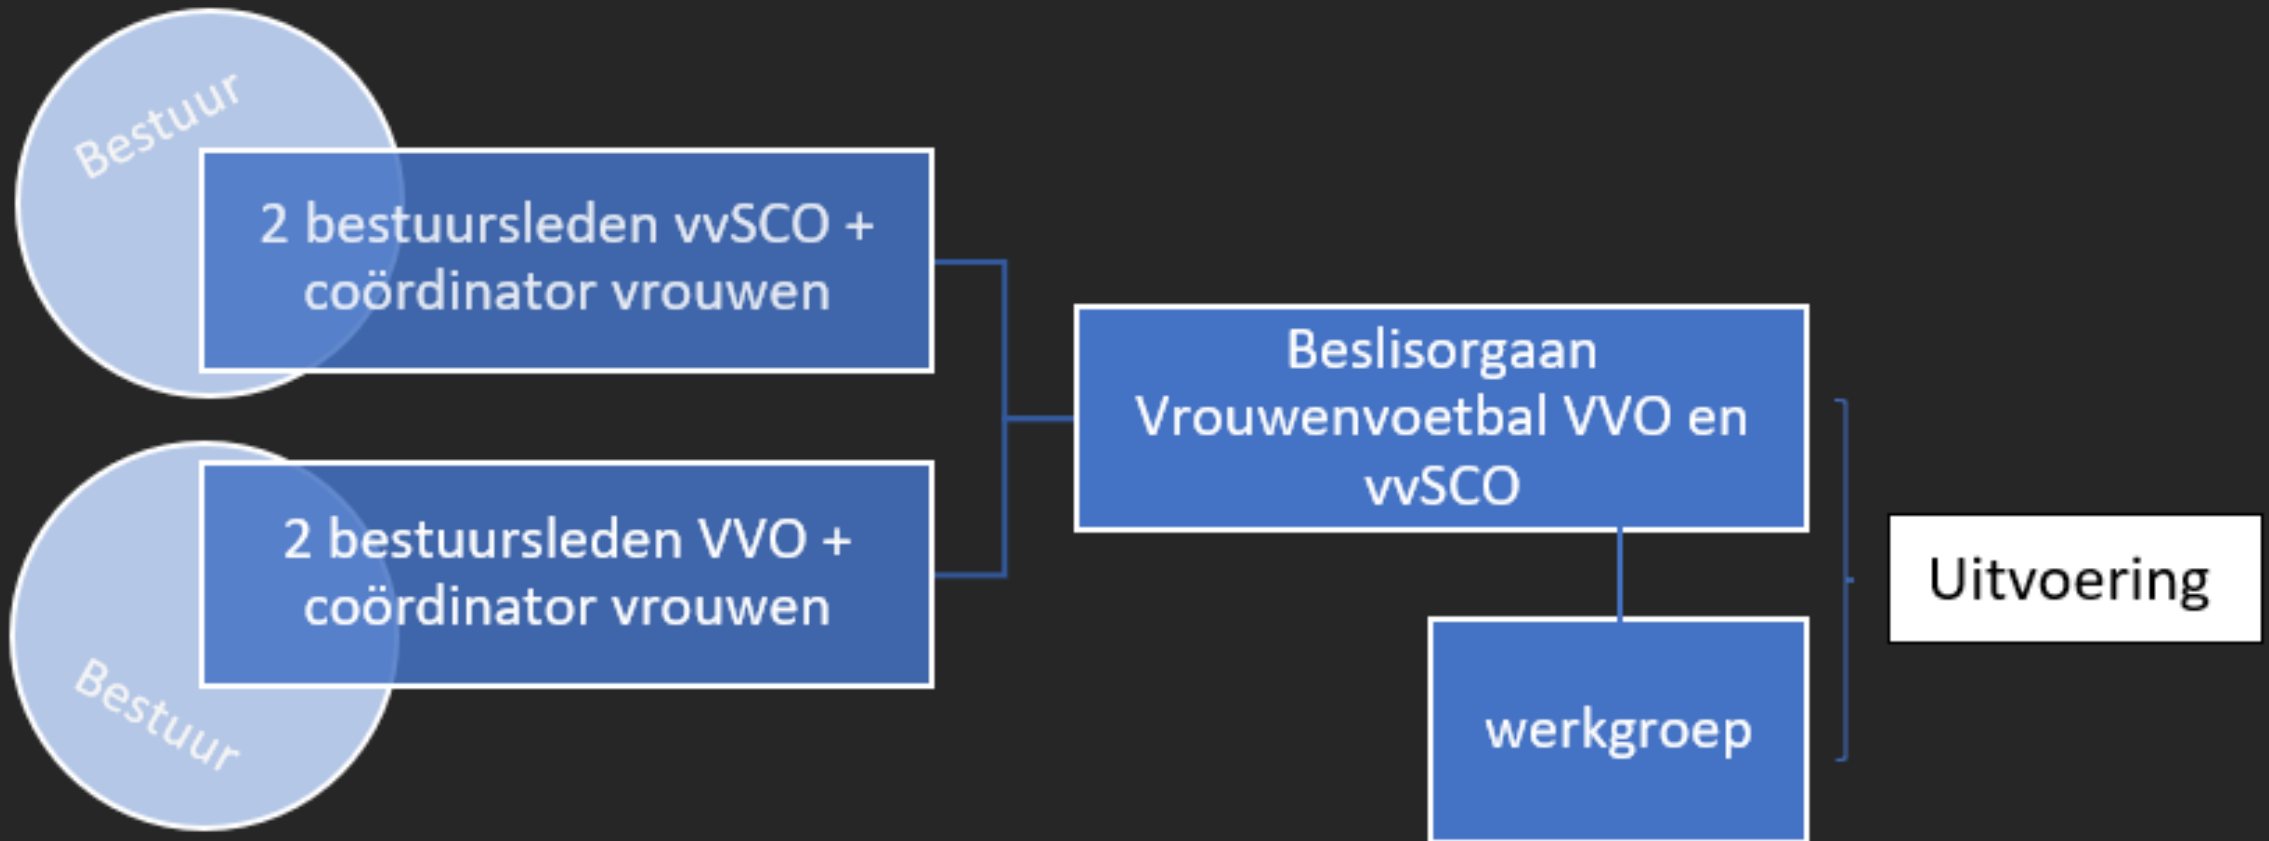 Bestuur
2 bestuursleden vvSCO +
coördinator vrouwen
Bestuur
2 bestuursleden VVO +
coördinator vrouwen
Beslisorgaan
Vrouwenvoetbal VVO en
vvSCO
werkgroep
Uitvoering